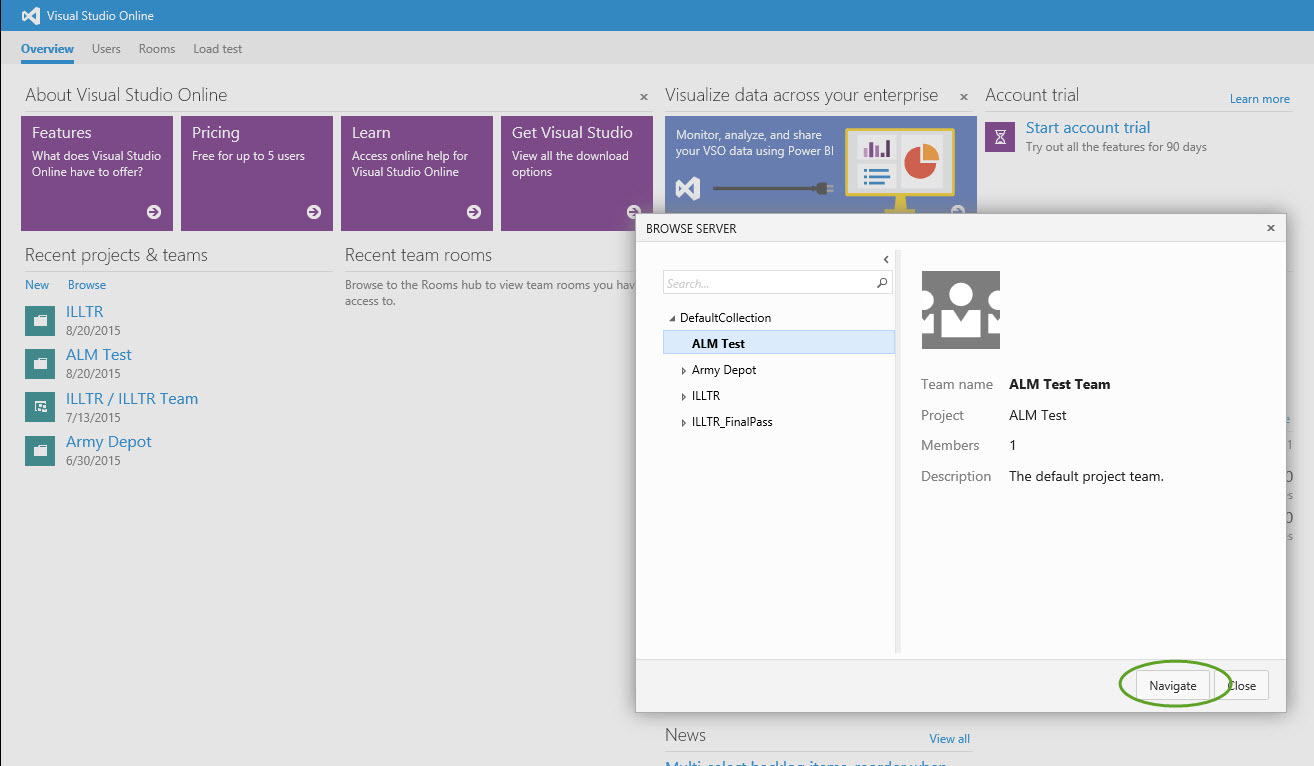 Visual Studio Online
Overview Users Rooms Load test
About Visual Studio Online
Features
What does Visual Studio
Online have to offer?
Pricing
Free for up to 5 users
Learn
Access online help for
Visual Studio Online
Get Visual Studio
View all the download
options
Visualize data across your enterprise
Monitor, analyze, and share
your VSO data using Power BI
Account trial
Learn more
Start account trial
Try out all the features for 90 days
Recent projects & teams
New Browse
ILLTR
8/20/2015
ALM Test
8/20/2015
ILLTR / ILLTR Team
7/13/2015
Army Depot
6/30/2015
Recent team rooms
Browse to the Rooms hub to view team rooms you hav
access to.
BROWSE SERVER
Search...
DefaultCollection
ALM Test
Army Depot
ILLTR
ILLTR_FinalPass
Team name ALM Test Team
Project ALM Test
Members 1
Description The default project team.
Navigate
Close
e
1
0
s
0
s
News
View all
Multi-select backlog items, reorder when